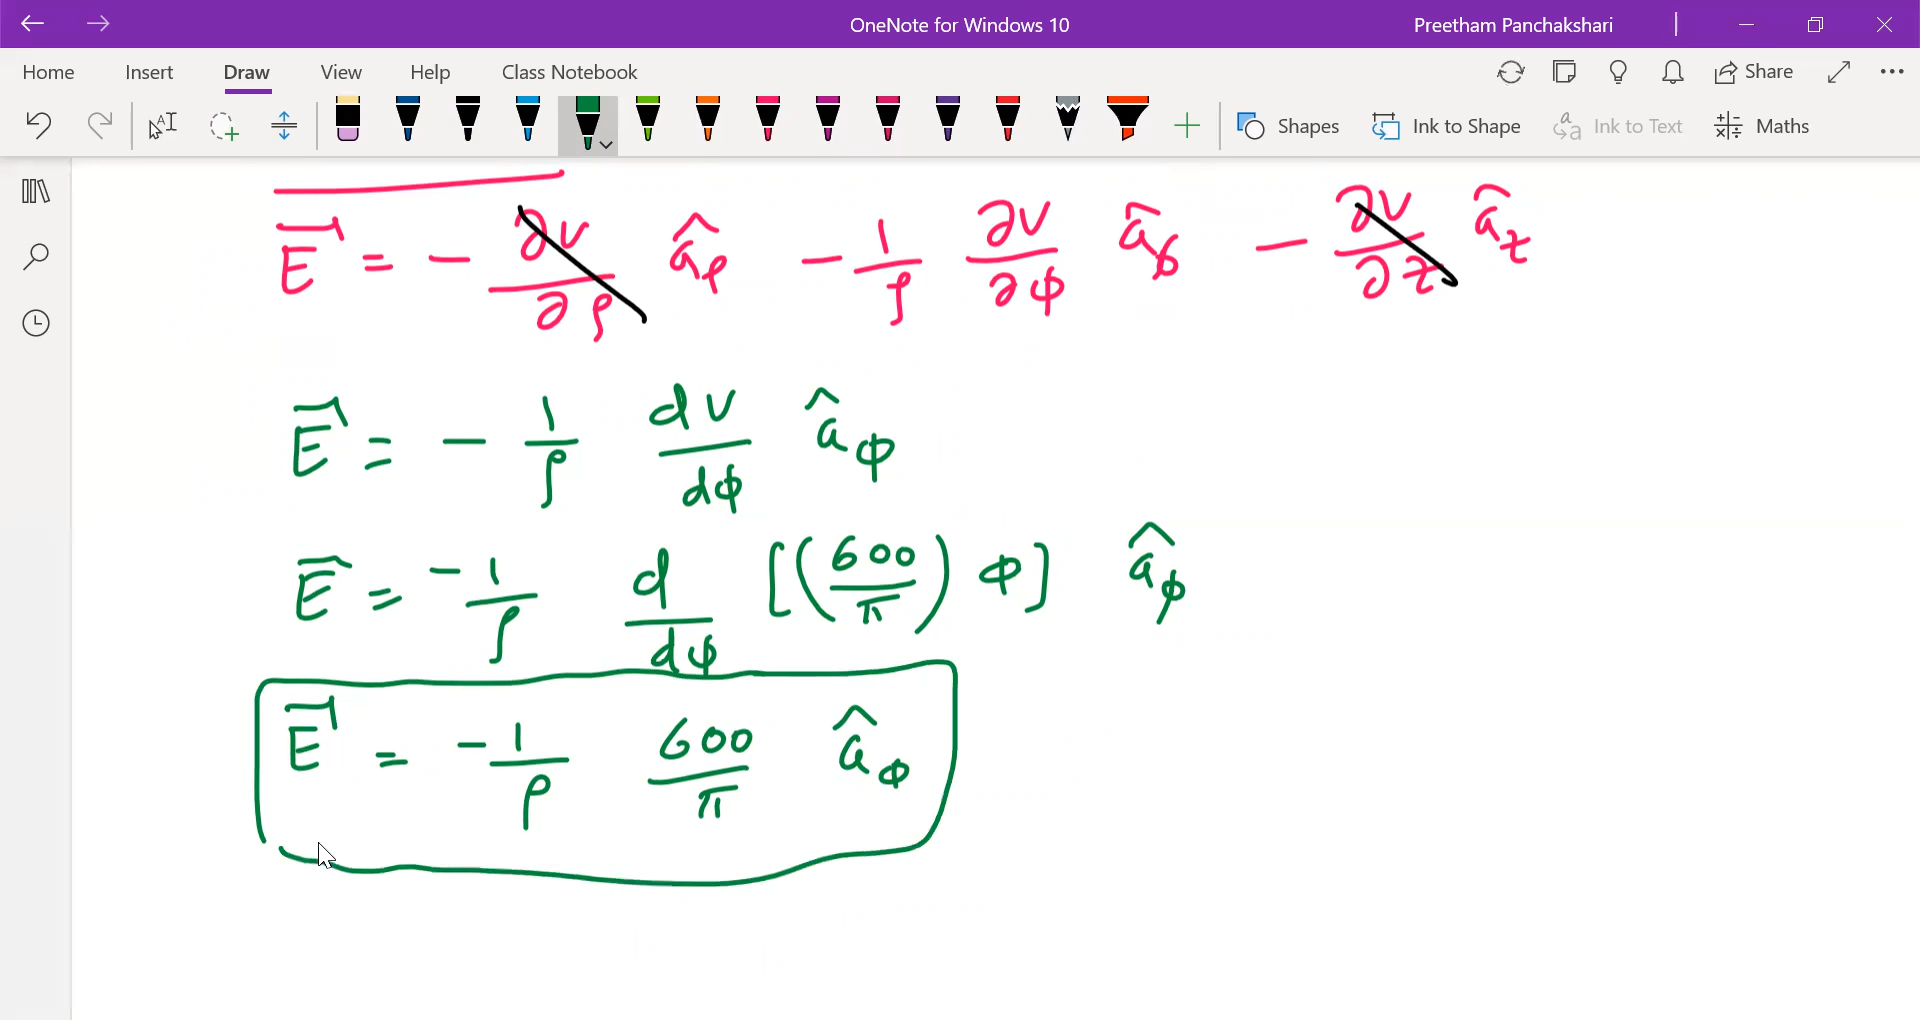 OneNote for Windows 10 Preetham Panchakshari
Home Insert Draw View Help Class Notebook Share
Shapes Ink to Shape Ink to Text Maths
E⃗ = − ∂V/∂ρ âρ − 1/ρ ∂V/∂φ âφ − ∂V/∂z âz
E⃗ = − 1/ρ dV/dφ âφ
E⃗ = −1/ρ d/dφ [(600/π) φ] âφ
E⃗ = −1/ρ 600/π âφ